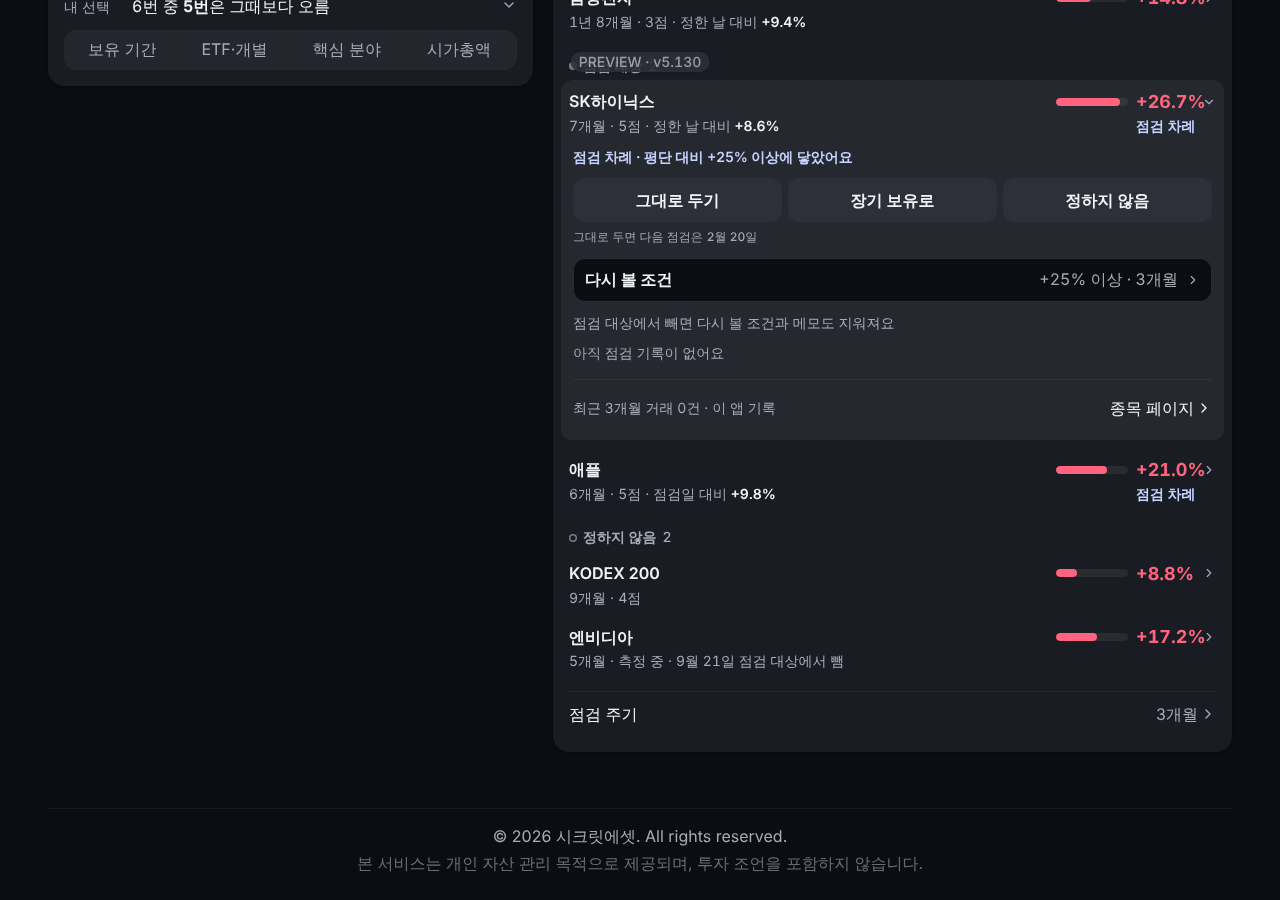 내 선택 6번 중 5번은 그때보다 오름
보유 기간 ETF·개별 핵심 분야 시가총액
+14.8%
1년 8개월 · 3점 · 정한 날 대비 +9.4%
PREVIEW · v5.130
SK하이닉스 +26.7%
7개월 · 5점 · 정한 날 대비 +8.6% 점검 차례
점검 차례 · 평단 대비 +25% 이상에 닿았어요
그대로 두기 장기 보유로 정하지 않음
그대로 두면 다음 점검은 2월 20일
다시 볼 조건 +25% 이상 · 3개월
점검 대상에서 빼면 다시 볼 조건과 메모도 지워져요
아직 점검 기록이 없어요
최근 3개월 거래 0건 · 이 앱 기록 종목 페이지
애플 +21.0%
6개월 · 5점 · 점검일 대비 +9.8% 점검 차례
정하지 않음 2
KODEX 200 +8.8%
9개월 · 4점
엔비디아 +17.2%
5개월 · 측정 중 · 9월 21일 점검 대상에서 뺌
점검 주기 3개월
© 2026 시크릿에셋. All rights reserved.
본 서비스는 개인 자산 관리 목적으로 제공되며, 투자 조언을 포함하지 않습니다.